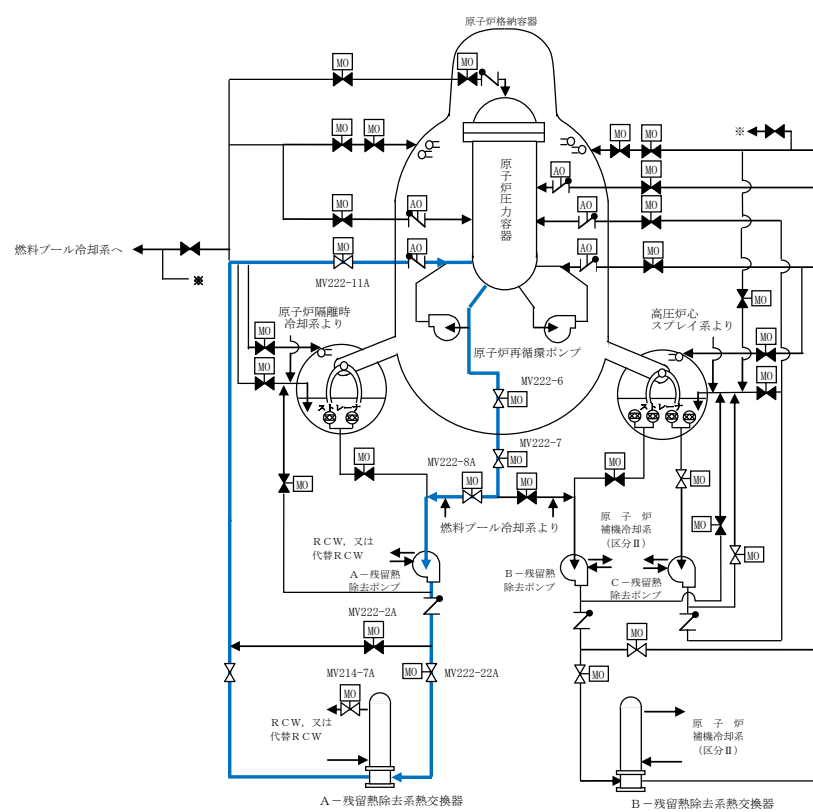 原子炉格納容器
MO
MO
MO
MO
MO
MO
※
原子炉圧力容器
AO
MO
MO
AO
AO
MO
燃料プール冷却系へ
MO
AO
AO
MO
※
MV222-11A
原子炉隔離時
冷却系より
高圧炉心
スプレイ系より
MO
MO
MO
原子炉再循環ポンプ
MO
MO
MV222-6
MO
ストレーナ
ストレーナ
MV222-7
MO
MV222-8A
MO
MO
MO
MO
MO
MO
MO
燃料プール冷却系より
原子炉
補機冷却系
(区分Ⅱ)
MO
MO
RCW，又は
代替RCW
A－残留熱
除去ポンプ
B－残留熱
除去ポンプ
C－残留熱
除去ポンプ
MV222-2A
MO
MO
MV214-7A
MO
MV222-22A
MO
MO
RCW，又は
代替RCW
原子炉
補機冷却系
(区分Ⅱ)
A－残留熱除去系熱交換器
B－残留熱除去系熱交換器